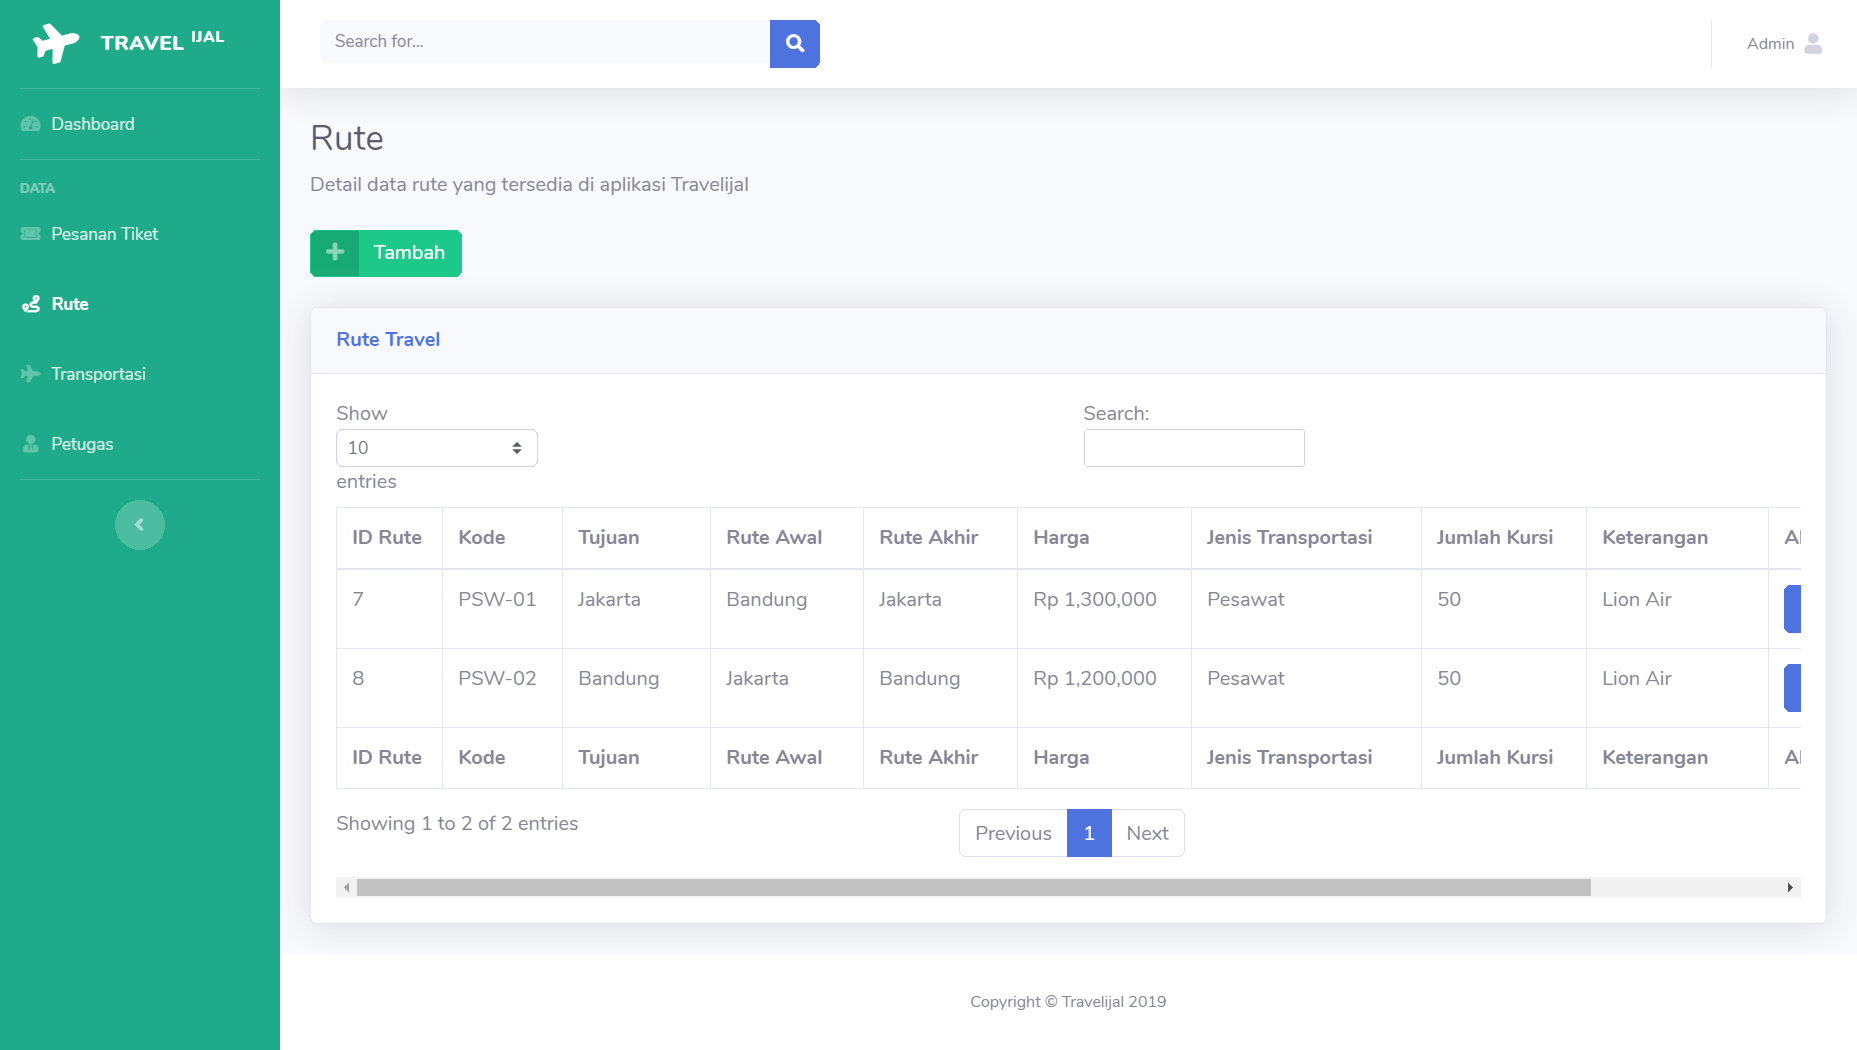 TRAVEL IJAL
Search for...
Admin
Dashboard
DATA
Pesanan Tiket
Rute
Transportasi
Petugas
Rute
Detail data rute yang tersedia di aplikasi Travelijal
Tambah
Rute Travel
Show
10
entries
Search:
ID Rute Kode Tujuan Rute Awal Rute Akhir Harga Jenis Transportasi Jumlah Kursi Keterangan
7 PSW-01 Jakarta Bandung Jakarta Rp 1,300,000 Pesawat 50 Lion Air
8 PSW-02 Bandung Jakarta Bandung Rp 1,200,000 Pesawat 50 Lion Air
ID Rute Kode Tujuan Rute Awal Rute Akhir Harga Jenis Transportasi Jumlah Kursi Keterangan
Showing 1 to 2 of 2 entries
Previous 1 Next
Copyright © Travelijal 2019